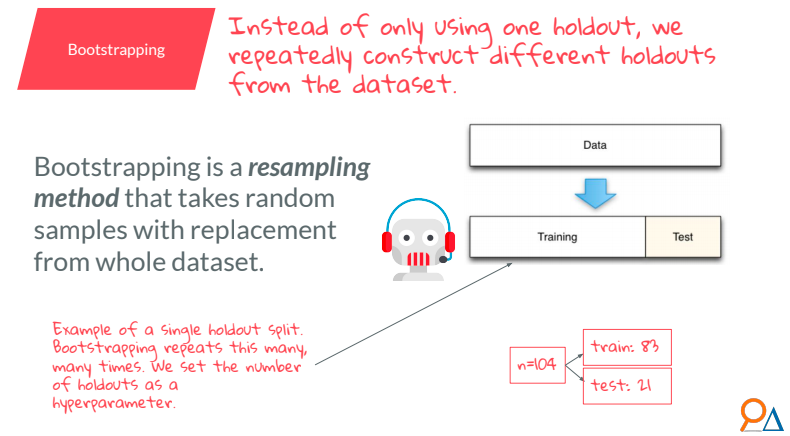 Bootstrapping
Instead of only using one holdout, we
repeatedly construct different holdouts
from the dataset.
Bootstrapping is a resampling
method that takes random
samples with replacement
from whole dataset.
Data
Training
Test
Example of a single holdout split.
Bootstrapping repeats this many,
many times. We set the number
of holdouts as a
hyperparameter.
n=104
train: 83
test: 21